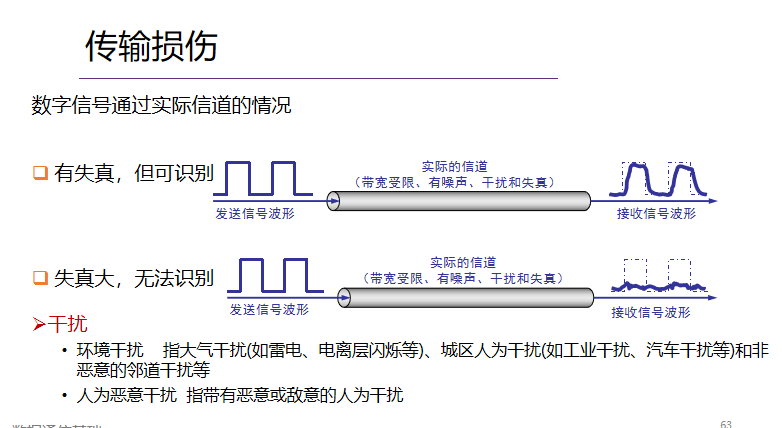 传输损伤
数字信号通过实际信道的情况
有失真，但可识别
实际的信道
（带宽受限、有噪声、干扰和失真）
发送信号波形
接收信号波形
失真大，无法识别
实际的信道
（带宽受限、有噪声、干扰和失真）
发送信号波形
接收信号波形
➢干扰
• 环境干扰 指大气干扰(如雷电、电离层闪烁等)、城区人为干扰(如工业干扰、汽车干扰等)和非
恶意的邻道干扰等
• 人为恶意干扰 指带有恶意或敌意的人为干扰
63